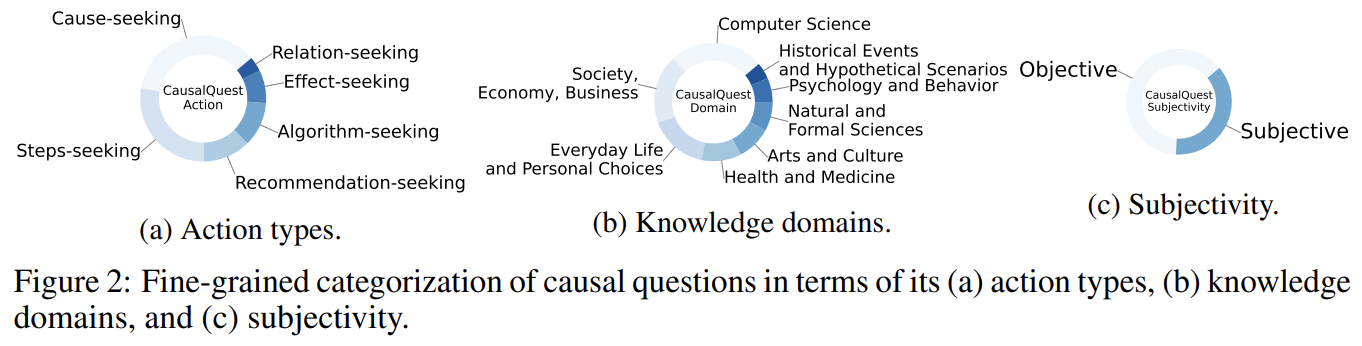 Cause-seeking
Relation-seeking
Effect-seeking
CausalQuest
Action
Algorithm-seeking
Steps-seeking
Recommendation-seeking
(a) Action types.
Computer Science
Historical Events
and Hypothetical Scenarios
Society,
Economy, Business
Psychology and Behavior
CausalQuest
Domain
Natural and
Formal Sciences
Everyday Life
and Personal Choices
Arts and Culture
Health and Medicine
(b) Knowledge domains.
Objective
CausalQuest
Subjectivity
Subjective
(c) Subjectivity.
Figure 2: Fine-grained categorization of causal questions in terms of its (a) action types, (b) knowledge
domains, and (c) subjectivity.